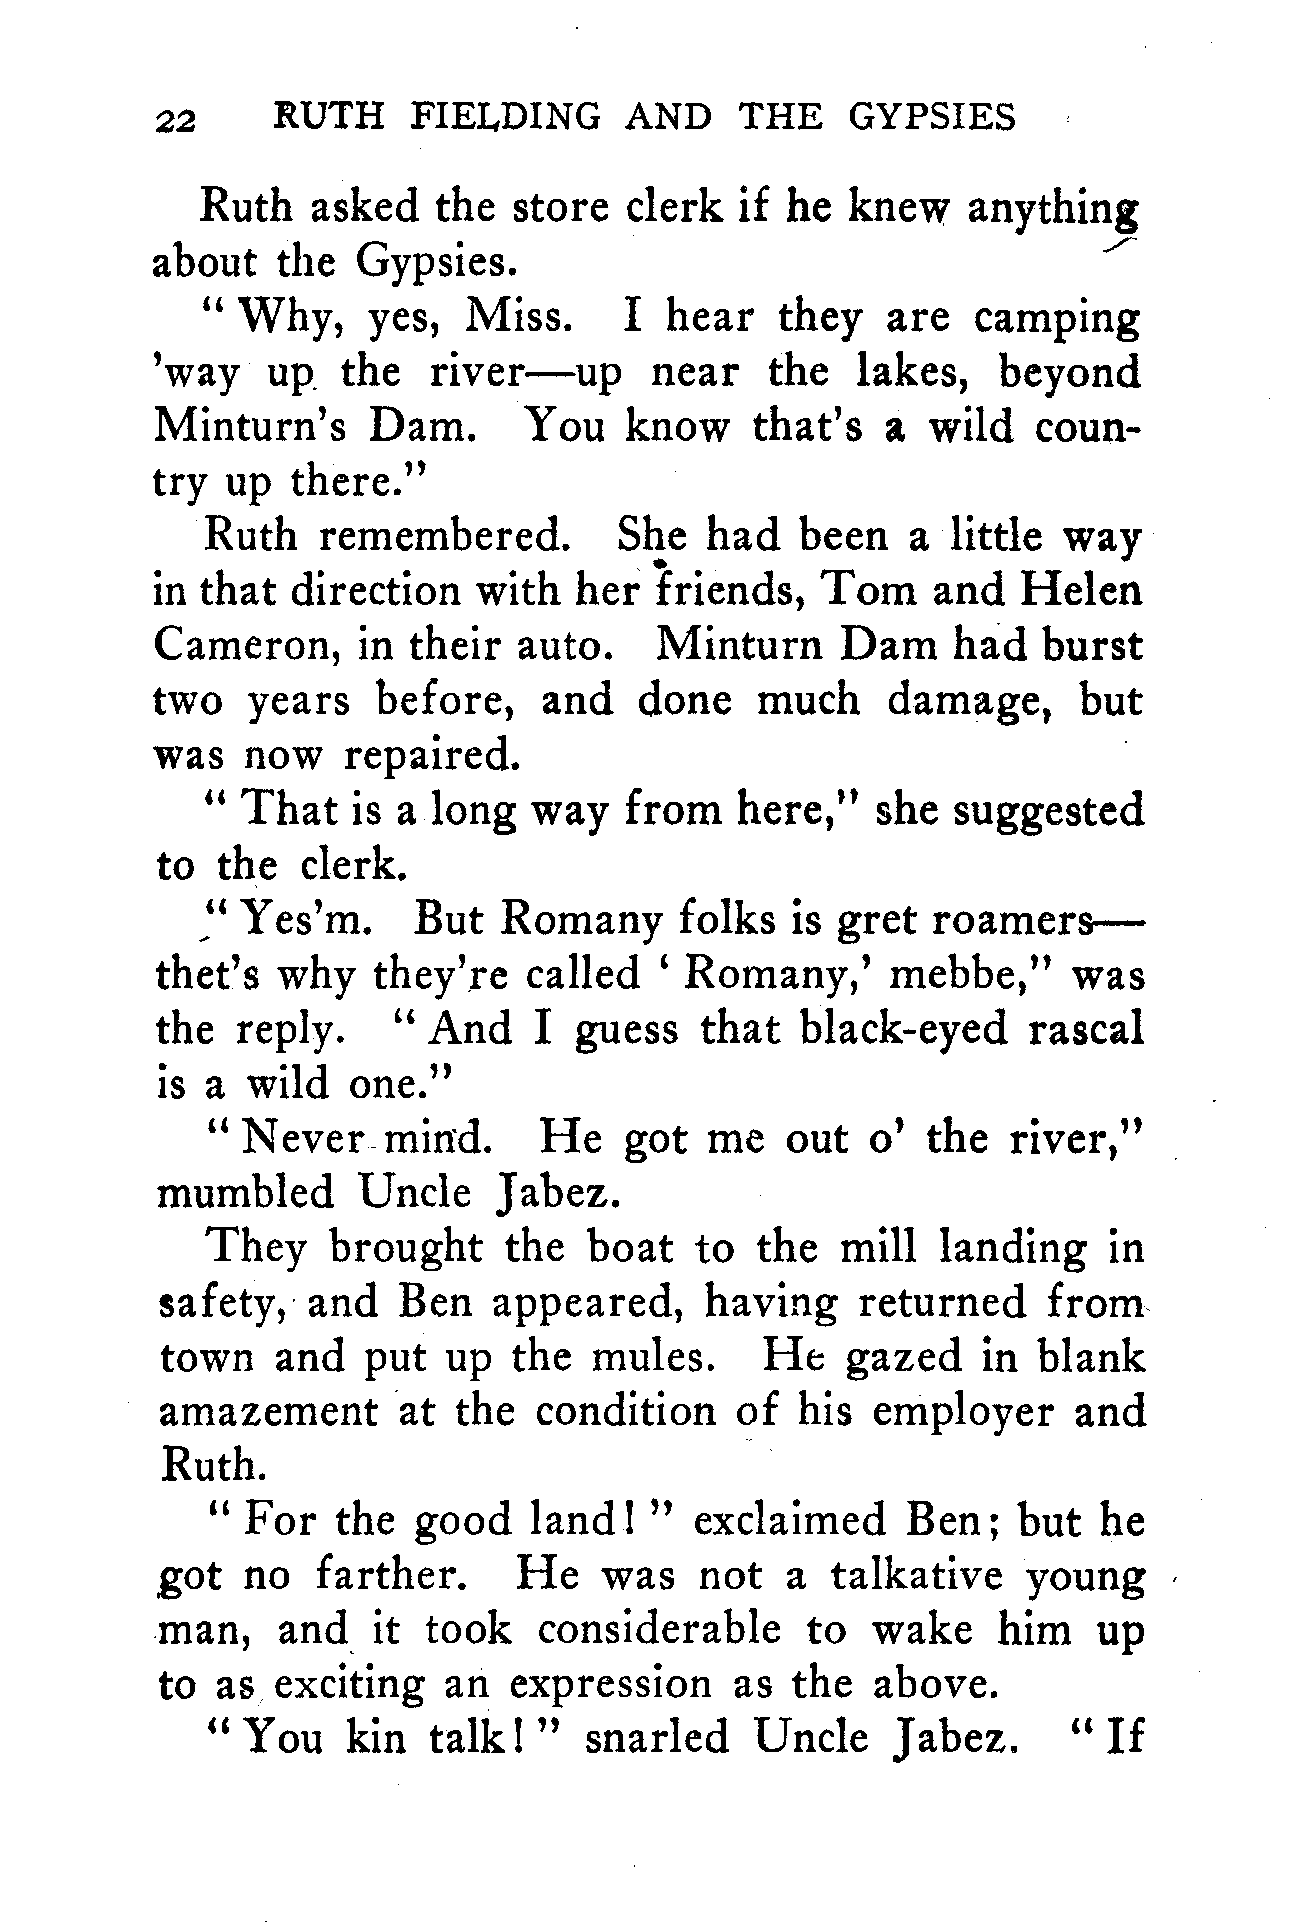 22 RUTH FIELDING AND THE GYPSIES
Ruth asked the store clerk if he knew anything
about the Gypsies.
" Why, yes, Miss. I hear they are camping
'way up the river—up near the lakes, beyond
Minturn's Dam. You know that's a wild coun-
try up there."
Ruth remembered. She had been a little way
in that direction with her friends, Tom and Helen
Cameron, in their auto. Minturn Dam had burst
two years before, and done much damage, but
was now repaired.
" That is a long way from here," she suggested
to the clerk.
" Yes'm. But Romany folks is gret roamers—
thet's why they're called ' Romany,' mebbe," was
the reply. " And I guess that black-eyed rascal
is a wild one."
" Never mind. He got me out o' the river,"
mumbled Uncle Jabez.
They brought the boat to the mill landing in
safety, and Ben appeared, having returned from
town and put up the mules. He gazed in blank
amazement at the condition of his employer and
Ruth.
" For the good land! " exclaimed Ben; but he
got no farther. He was not a talkative young
man, and it took considerable to wake him up
to as exciting an expression as the above.
" You kin talk! " snarled Uncle Jabez. " If